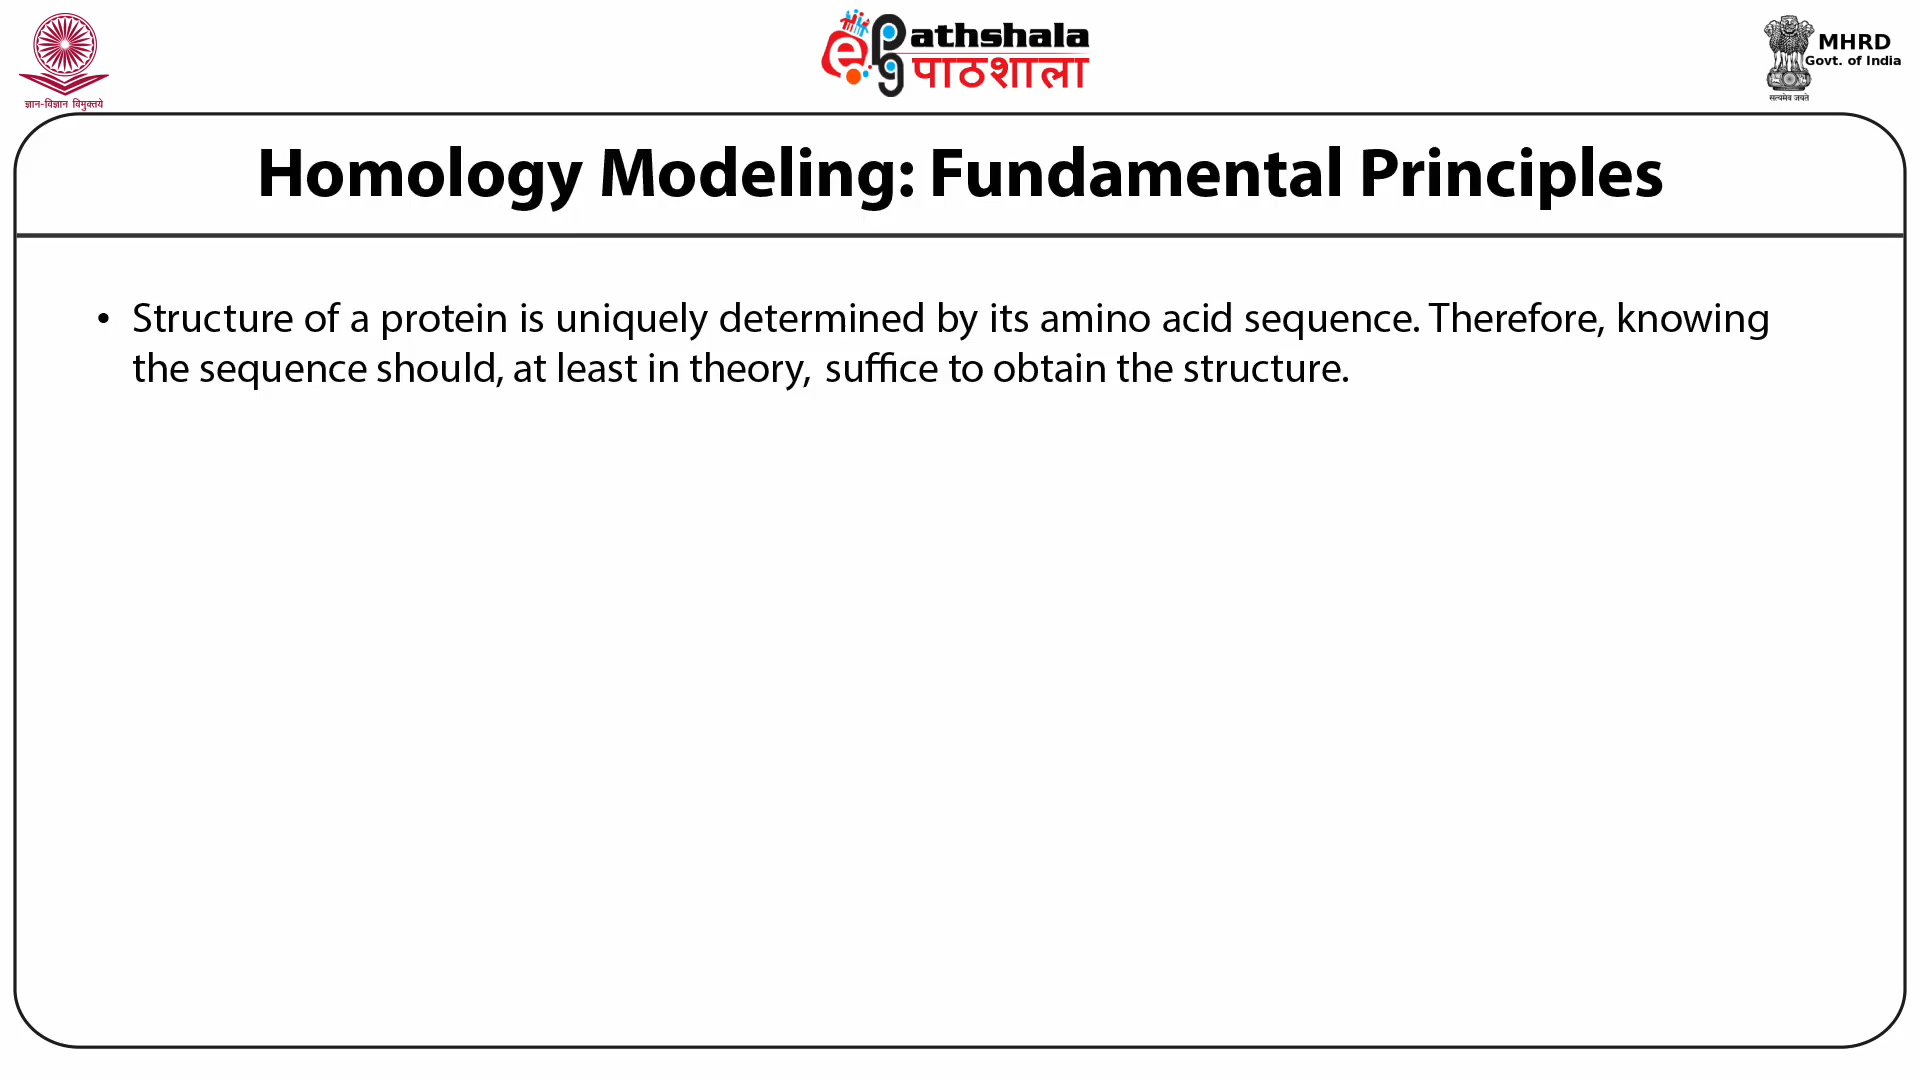 ज्ञान-विज्ञान विमुक्तये
e PG athshala
पाठशाला
MHRD
Govt. of India
सत्यमेव जयते
Homology Modeling: Fundamental Principles
• Structure of a protein is uniquely determined by its amino acid sequence. Therefore, knowing
the sequence should, at least in theory, suffice to obtain the structure.